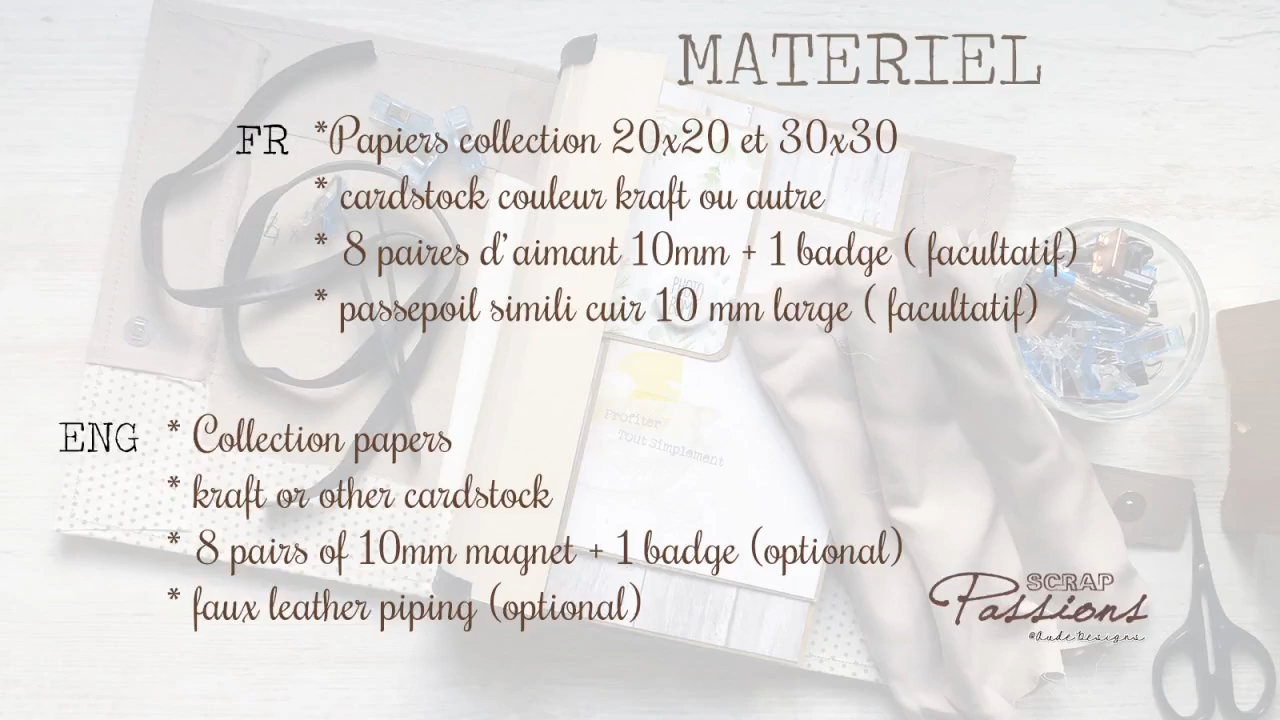 MATERIEL
FR *Papiers collection 20x20 et 30x30
* cardstock couleur kraft ou autre
* 8 paires d'aimant 10mm + 1 badge ( facultatif)
* passepoil simili cuir 10 mm large ( facultatif)
PHOTO
Profiter
Tout Simplement
ENG * Collection papers
* kraft or other cardstock
* 8 pairs of 10mm magnet + 1 badge (optional)
* faux leather piping (optional)
SCRAP
Passions
@AudeDesigns